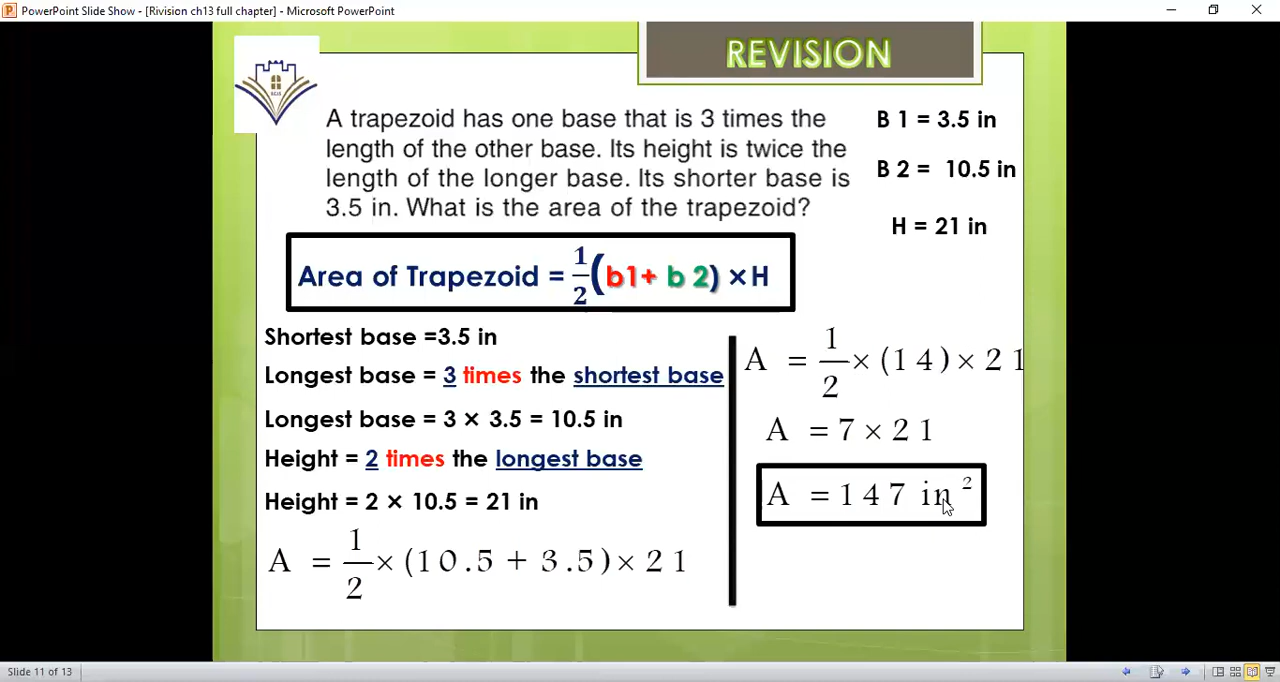 PowerPoint Slide Show - [Rivision ch13 full chapter] - Microsoft PowerPoint
REVISION
A trapezoid has one base that is 3 times the
length of the other base. Its height is twice the
length of the longer base. Its shorter base is
3.5 in. What is the area of the trapezoid?
B 1 = 3.5 in
B 2 = 10.5 in
H = 21 in
Area of Trapezoid = 1/2 (b1+ b 2) × H
Shortest base =3.5 in
Longest base = 3 times the shortest base
Longest base = 3 × 3.5 = 10.5 in
Height = 2 times the longest base
Height = 2 × 10.5 = 21 in
A = 1/2 × (10.5 + 3.5) × 21
A = 1/2 × (14) × 21
A = 7 × 21
A = 147 in²
Slide 11 of 13